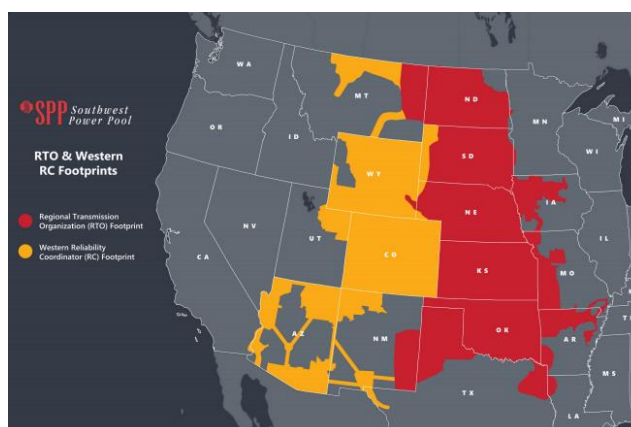 SPP Southwest
Power Pool
RTO & Western
RC Footprints
Regional Transmission
Organization (RTO) Footprint
Western Reliability
Coordinator (RC) Footprint
WA
MT
ND
MN
MI
OR
ID
SD
WI
WY
IA
NE
NV
UT
IL
CA
CO
KS
MO
AZ
NM
OK
AR
MS
TX
LA